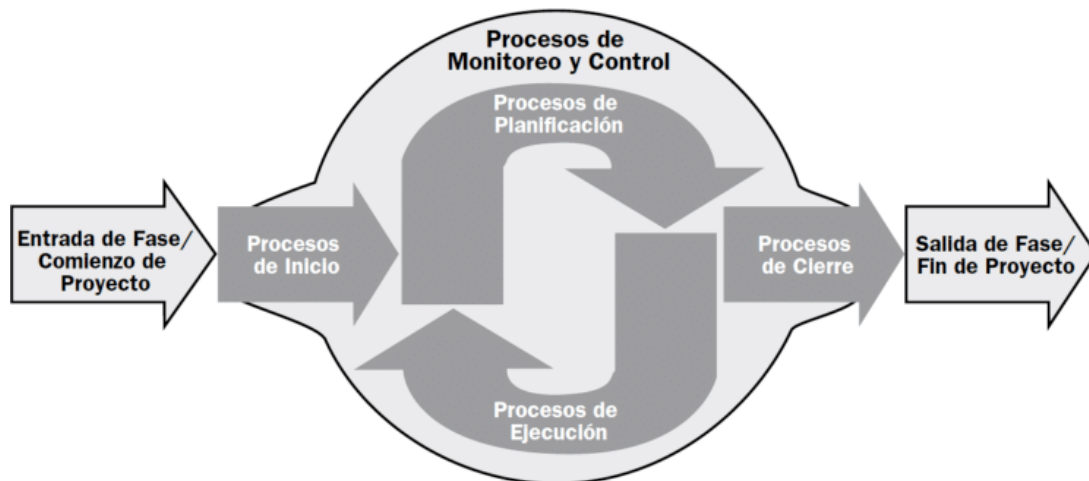 Procesos de
Monitoreo y Control
Procesos de
Planificación
Entrada de Fase/
Comienzo de
Proyecto
Procesos
de Inicio
Procesos
de Cierre
Salida de Fase/
Fin de Proyecto
Procesos de
Ejecución